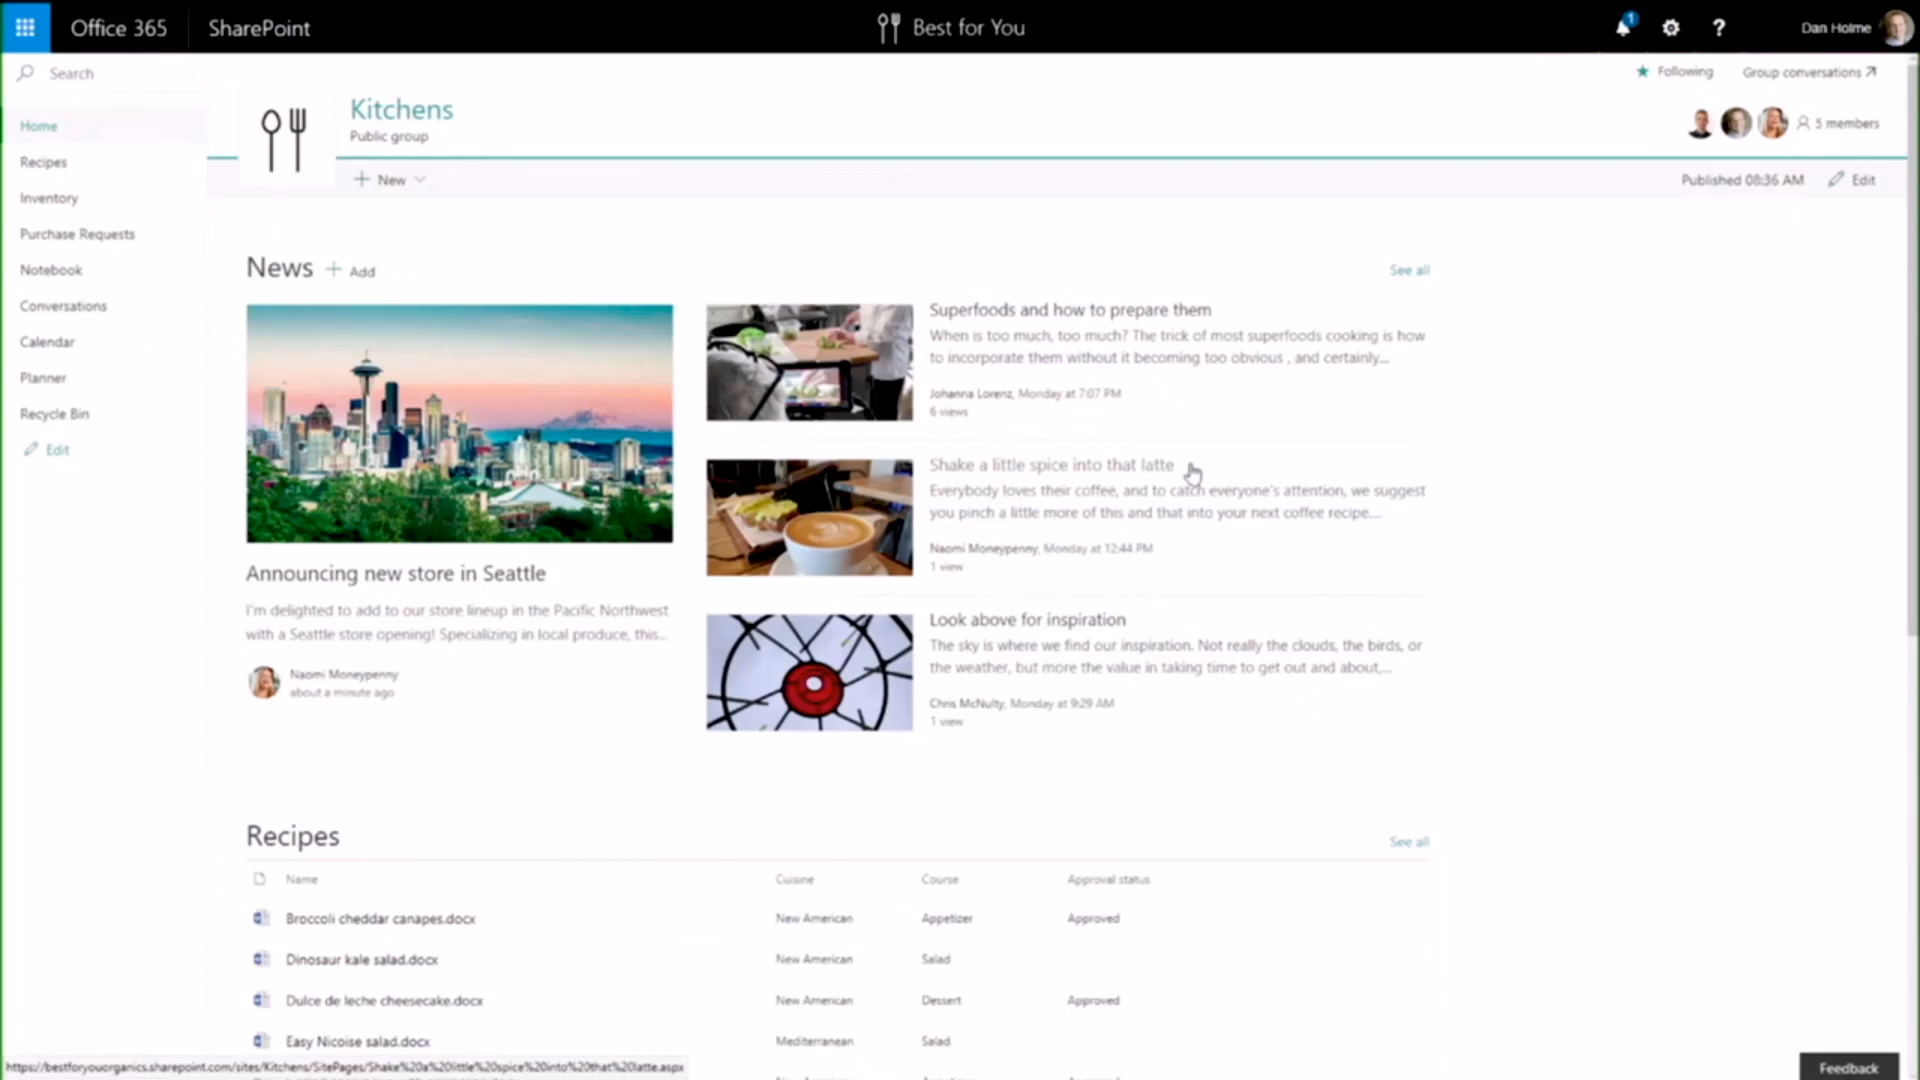 Office 365
SharePoint
Best for You
1
?
Dan Holme
Search
Following
Group conversations
Kitchens
Public group
5 members
Home
Recipes
Inventory
Purchase Requests
Notebook
Conversations
Calendar
Planner
Recycle Bin
Edit
+ New
Published 08:36 AM
Edit
News + Add
See all
Announcing new store in Seattle
I'm delighted to add to our store lineup in the Pacific Northwest
with a Seattle store opening! Specializing in local produce, this...
Naomi Moneypenny
about a minute ago
Superfoods and how to prepare them
When is too much, too much? The trick of most superfoods cooking is how
to incorporate them without it becoming too obvious , and certainly...
Johanna Lorenz, Monday at 7:07 PM
6 views
Shake a little spice into that latte
Everybody loves their coffee, and to catch everyone's attention, we suggest
you pinch a little more of this and that into your next coffee recipe....
Naomi Moneypenny, Monday at 12:44 PM
1 view
Look above for inspiration
The sky is where we find our inspiration. Not really the clouds, the birds, or
the weather, but more the value in taking time to get out and about,...
Chris McNulty, Monday at 9:29 AM
1 view
Recipes
See all
Name Cuisine Course Approval status
Broccoli cheddar canapes.docx New American Appetizer Approved
Dinosaur kale salad.docx New American Salad
Dulce de leche cheesecake.docx New American Dessert Approved
Easy Nicoise salad.docx Mediterranean Salad
https://bestforyouorganics.sharepoint.com/sites/Kitchens/SitePages/Shake%20a%20little%20spice%20into%20that%20latte.aspx
Feedback